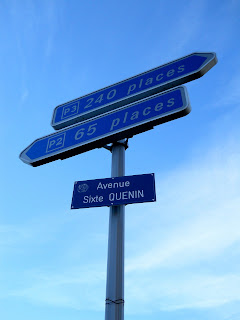 P3 240 places
P2 65 places
Avenue
Sixte QUENIN